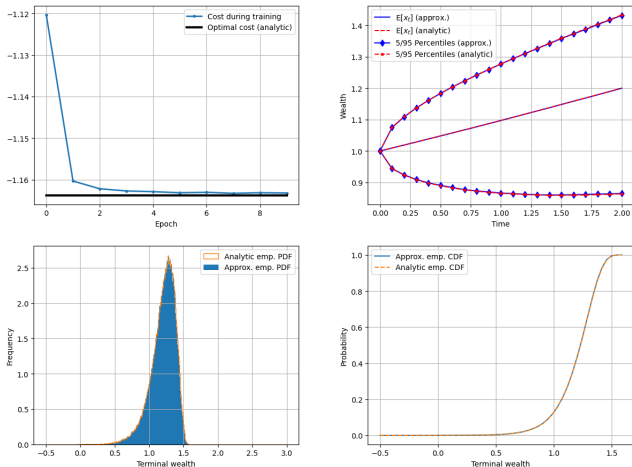 −1.12
−1.13
−1.14
−1.15
−1.16
0
2
4
6
8
Epoch
Cost during training
Optimal cost (analytic)
1.4
1.3
1.2
1.1
1.0
0.9
Wealth
0.00
0.25
0.50
0.75
1.00
1.25
1.50
1.75
2.00
Time
E[xₜ] (approx.)
E[xₜ] (analytic)
5/95 Percentiles (approx.)
5/95 Percentiles (analytic)
2.5
2.0
1.5
1.0
0.5
0.0
Frequency
−0.5
0.0
0.5
1.0
1.5
2.0
2.5
3.0
Terminal wealth
Analytic emp. PDF
Approx. emp. PDF
1.0
0.8
0.6
0.4
0.2
0.0
Probability
−0.5
0.0
0.5
1.0
1.5
Terminal wealth
Approx. emp. CDF
Analytic emp. CDF